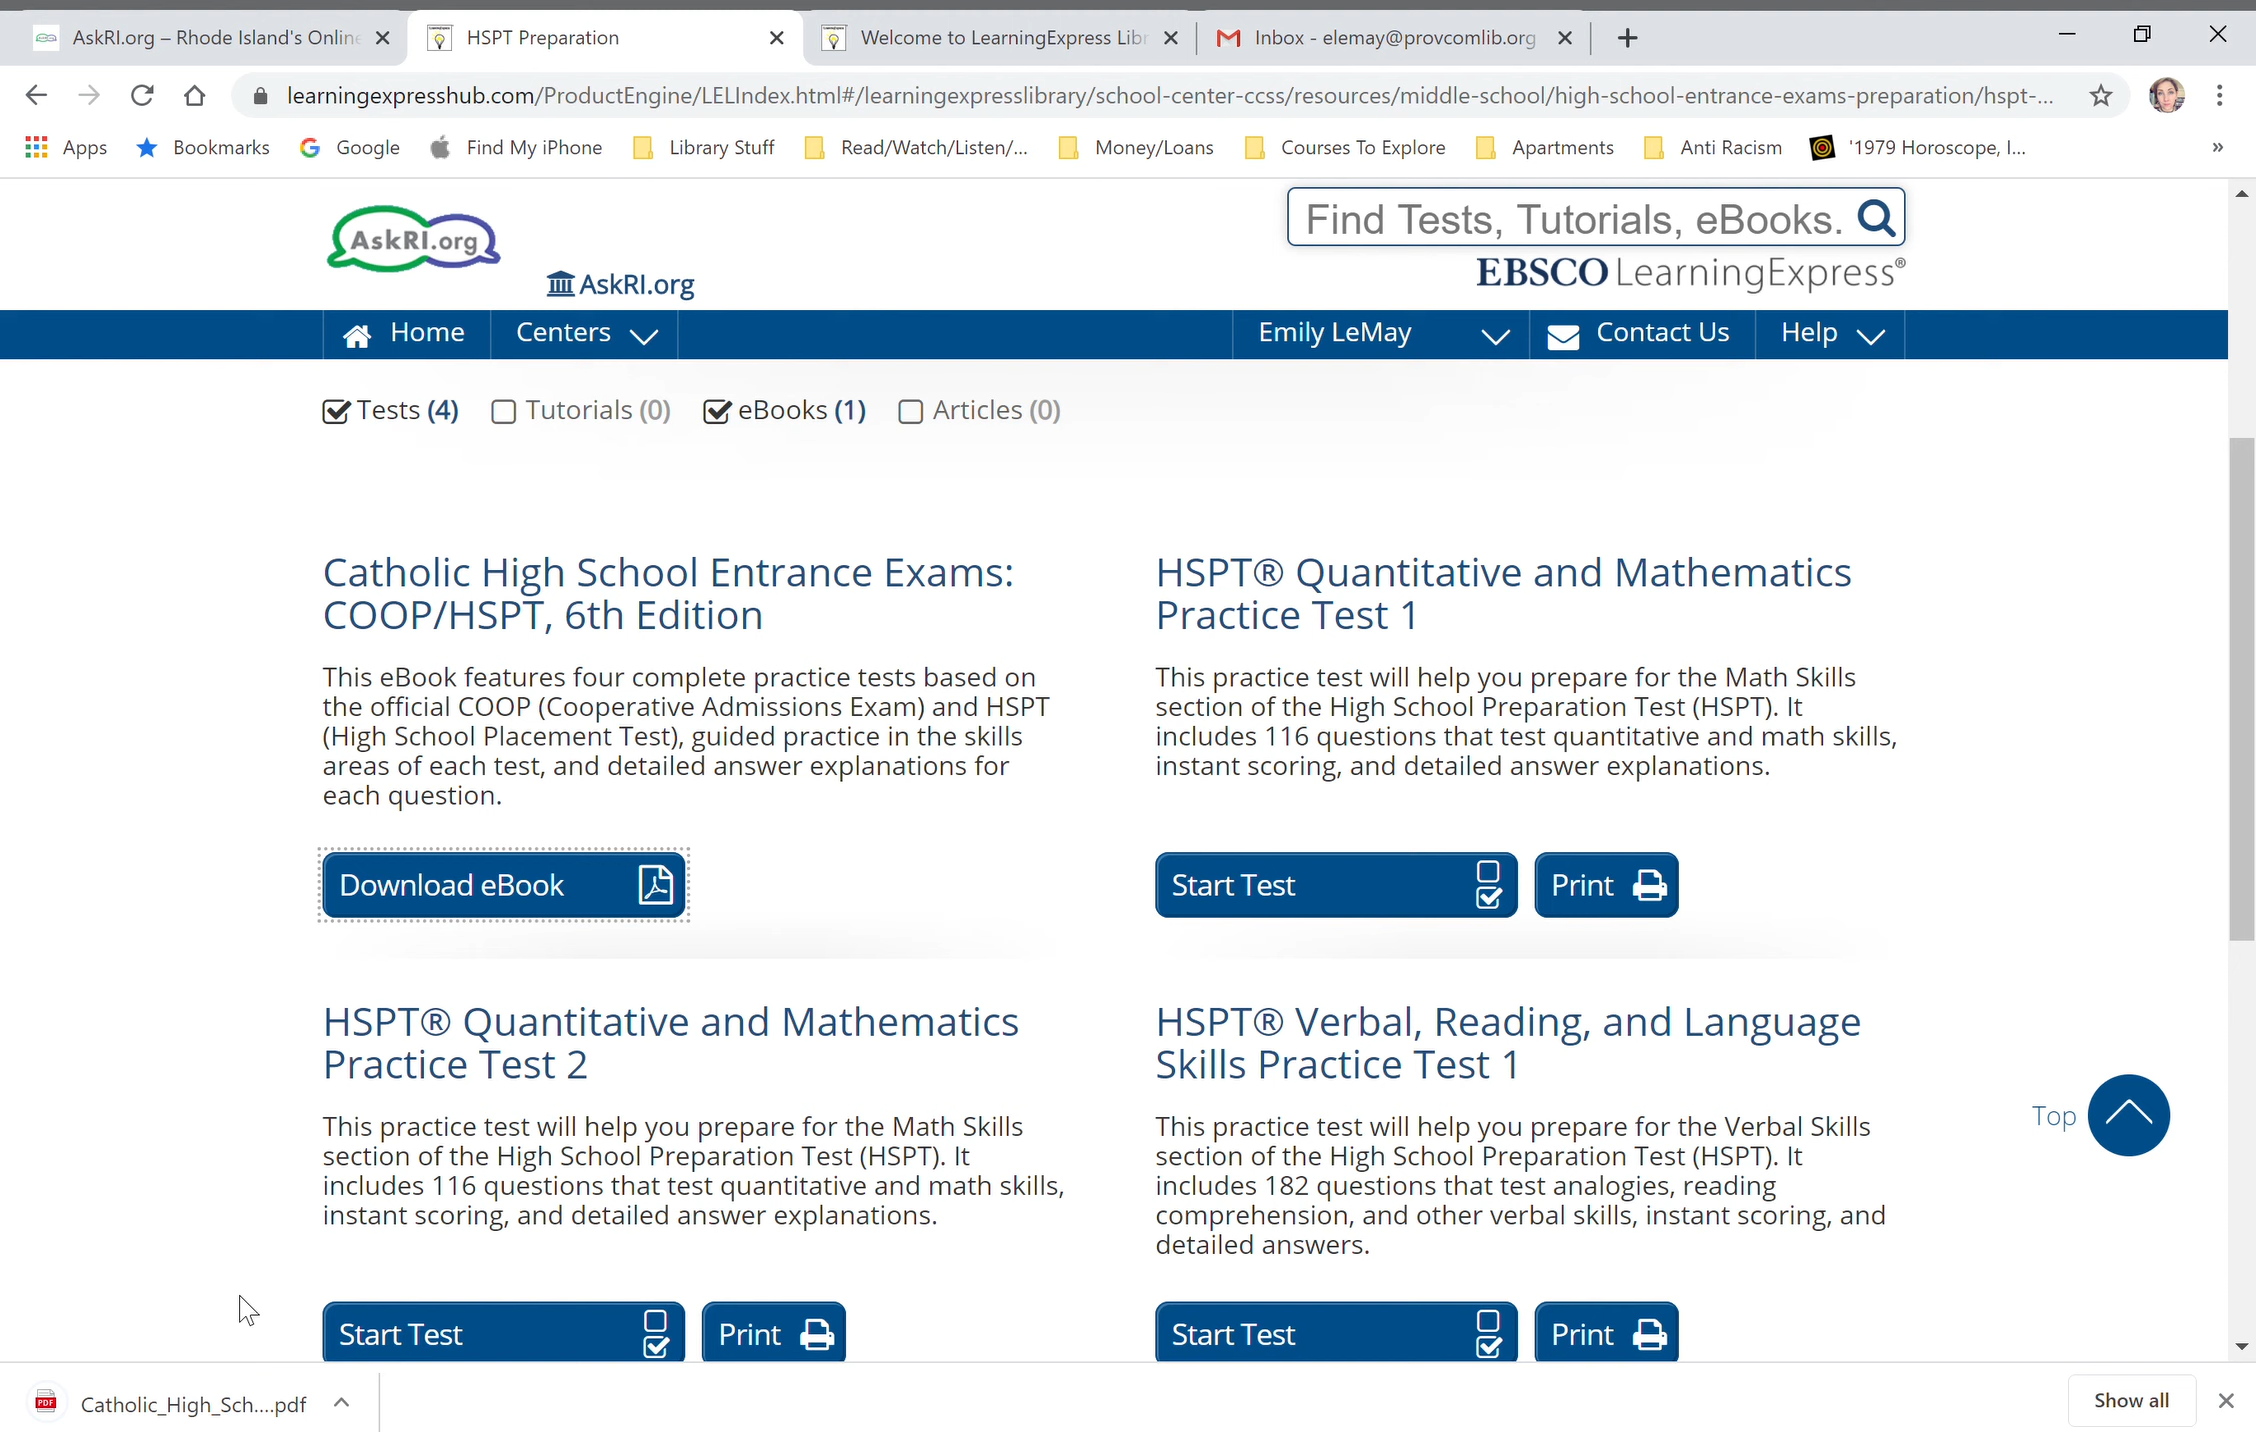 AskRI.org – Rhode Island's Online
HSPT Preparation
Welcome to LearningExpress Libr
Inbox - elemay@provcomlib.org
learningexpresshub.com/ProductEngine/LELIndex.html#/learningexpresslibrary/school-center-ccss/resources/middle-school/high-school-entrance-exams-preparation/hspt-...
Apps
Bookmarks
Google
Find My iPhone
Library Stuff
Read/Watch/Listen/...
Money/Loans
Courses To Explore
Apartments
Anti Racism
'1979 Horoscope, I...
»
AskRI.org
AskRI.org
Find Tests, Tutorials, eBooks.
EBSCO LearningExpress®
Home
Centers
Emily LeMay
Contact Us
Help
Tests (4)
Tutorials (0)
eBooks (1)
Articles (0)
Catholic High School Entrance Exams:
COOP/HSPT, 6th Edition
This eBook features four complete practice tests based on
the official COOP (Cooperative Admissions Exam) and HSPT
(High School Placement Test), guided practice in the skills
areas of each test, and detailed answer explanations for
each question.
Download eBook
HSPT® Quantitative and Mathematics
Practice Test 1
This practice test will help you prepare for the Math Skills
section of the High School Preparation Test (HSPT). It
includes 116 questions that test quantitative and math skills,
instant scoring, and detailed answer explanations.
Start Test
Print
HSPT® Quantitative and Mathematics
Practice Test 2
This practice test will help you prepare for the Math Skills
section of the High School Preparation Test (HSPT). It
includes 116 questions that test quantitative and math skills,
instant scoring, and detailed answer explanations.
Start Test
Print
HSPT® Verbal, Reading, and Language
Skills Practice Test 1
This practice test will help you prepare for the Verbal Skills
section of the High School Preparation Test (HSPT). It
includes 182 questions that test analogies, reading
comprehension, and other verbal skills, instant scoring, and
detailed answers.
Start Test
Print
Top
PDF
Catholic_High_Sch....pdf
Show all